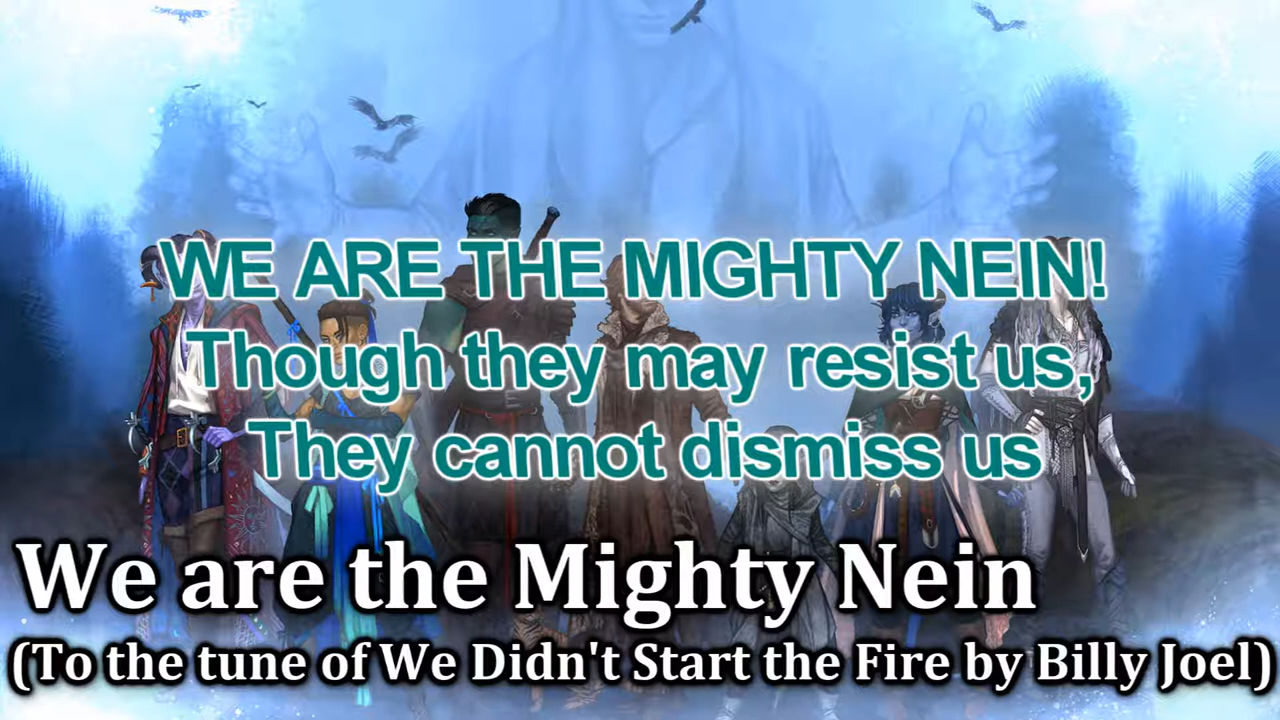 WE ARE THE MIGHTY NEIN!
Though they may resist us,
They cannot dismiss us
We are the Mighty Nein
(To the tune of We Didn't Start the Fire by Billy Joel)